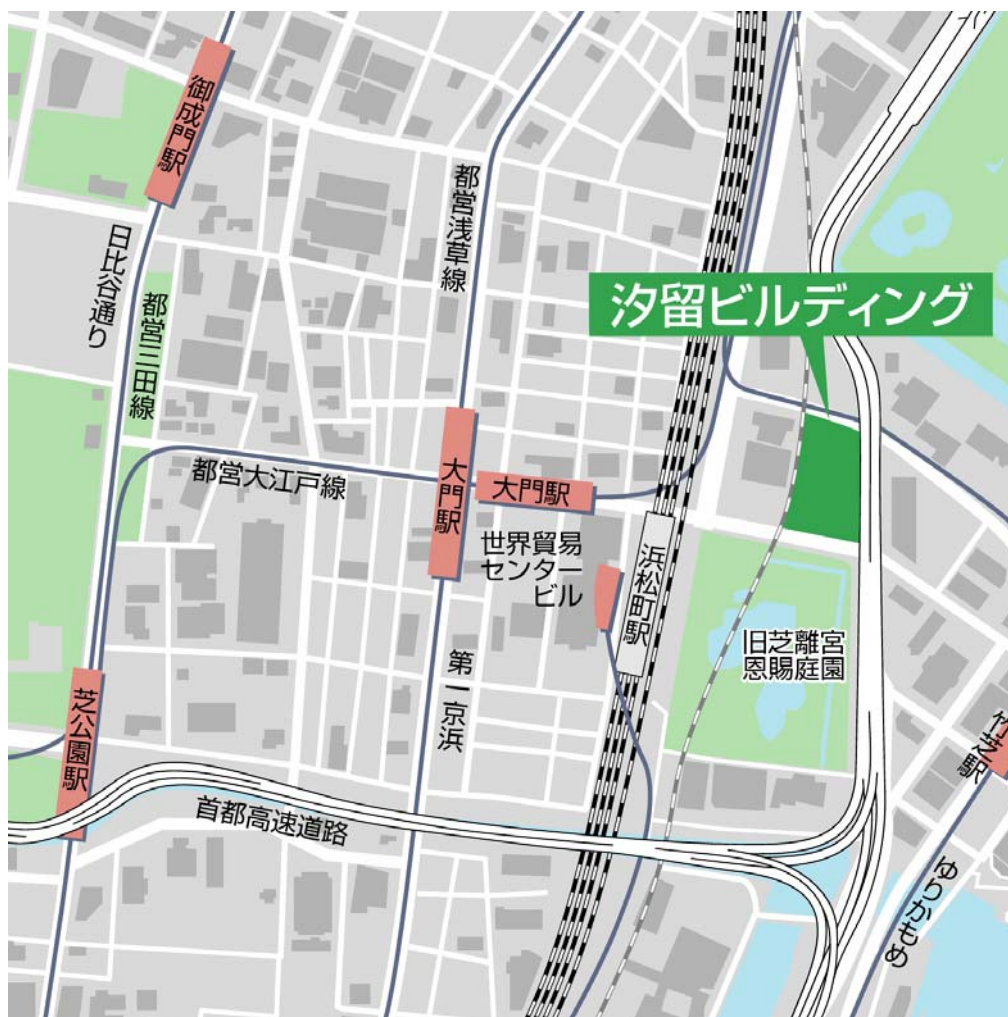 御成門駅
都営浅草線
日比谷通り
都営三田線
汐留ビルディング
都営大江戸線
大門駅
大門駅
世界貿易
センター
ビル
浜松町駅
旧芝離宮
恩賜庭園
第一京浜
芝公園駅
竹芝駅
首都高速道路
ゆりかもめ